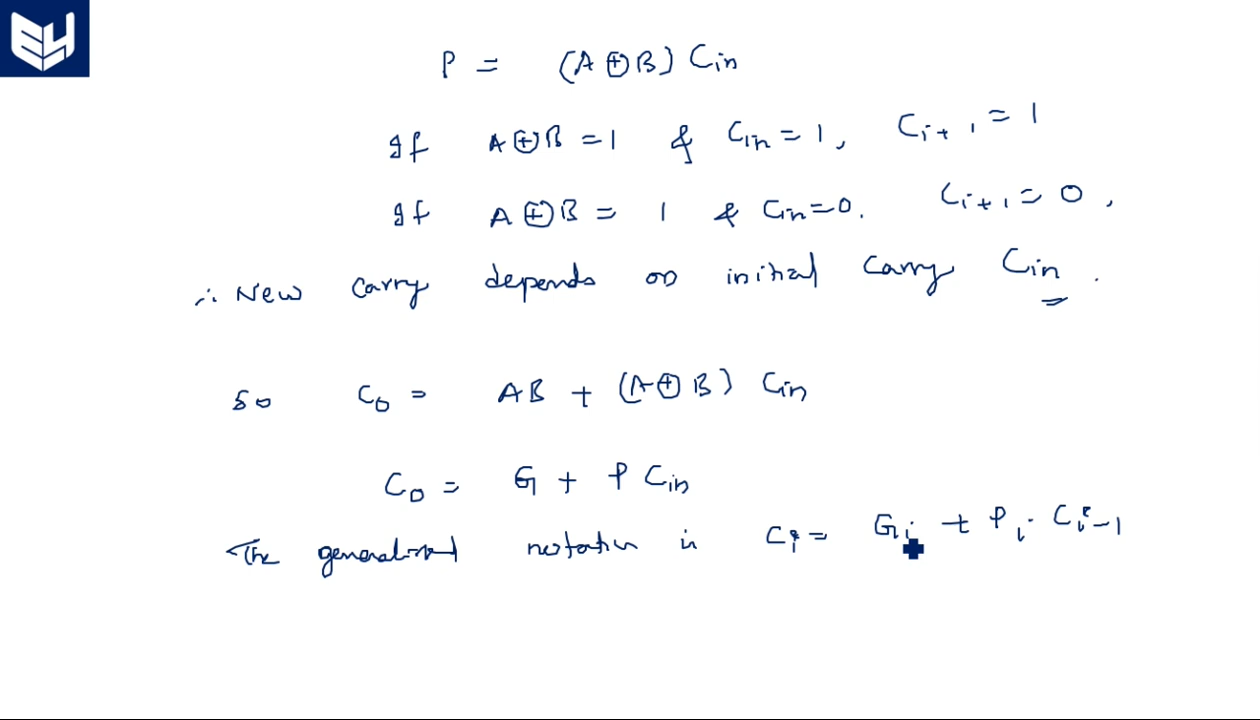 P = (A ⊕ B) Cin
If A ⊕ B = 1 & Cin = 1, Ci+1 = 1
If A ⊕ B = 1 & Cin = 0. Ci+1 = 0,
∴ New carry depends on initial carry Cin.
So C0 = AB + (A ⊕ B) Cin
C0 = G + P Cin
The generalised notation is Ci = Gi + Pi . Ci-1